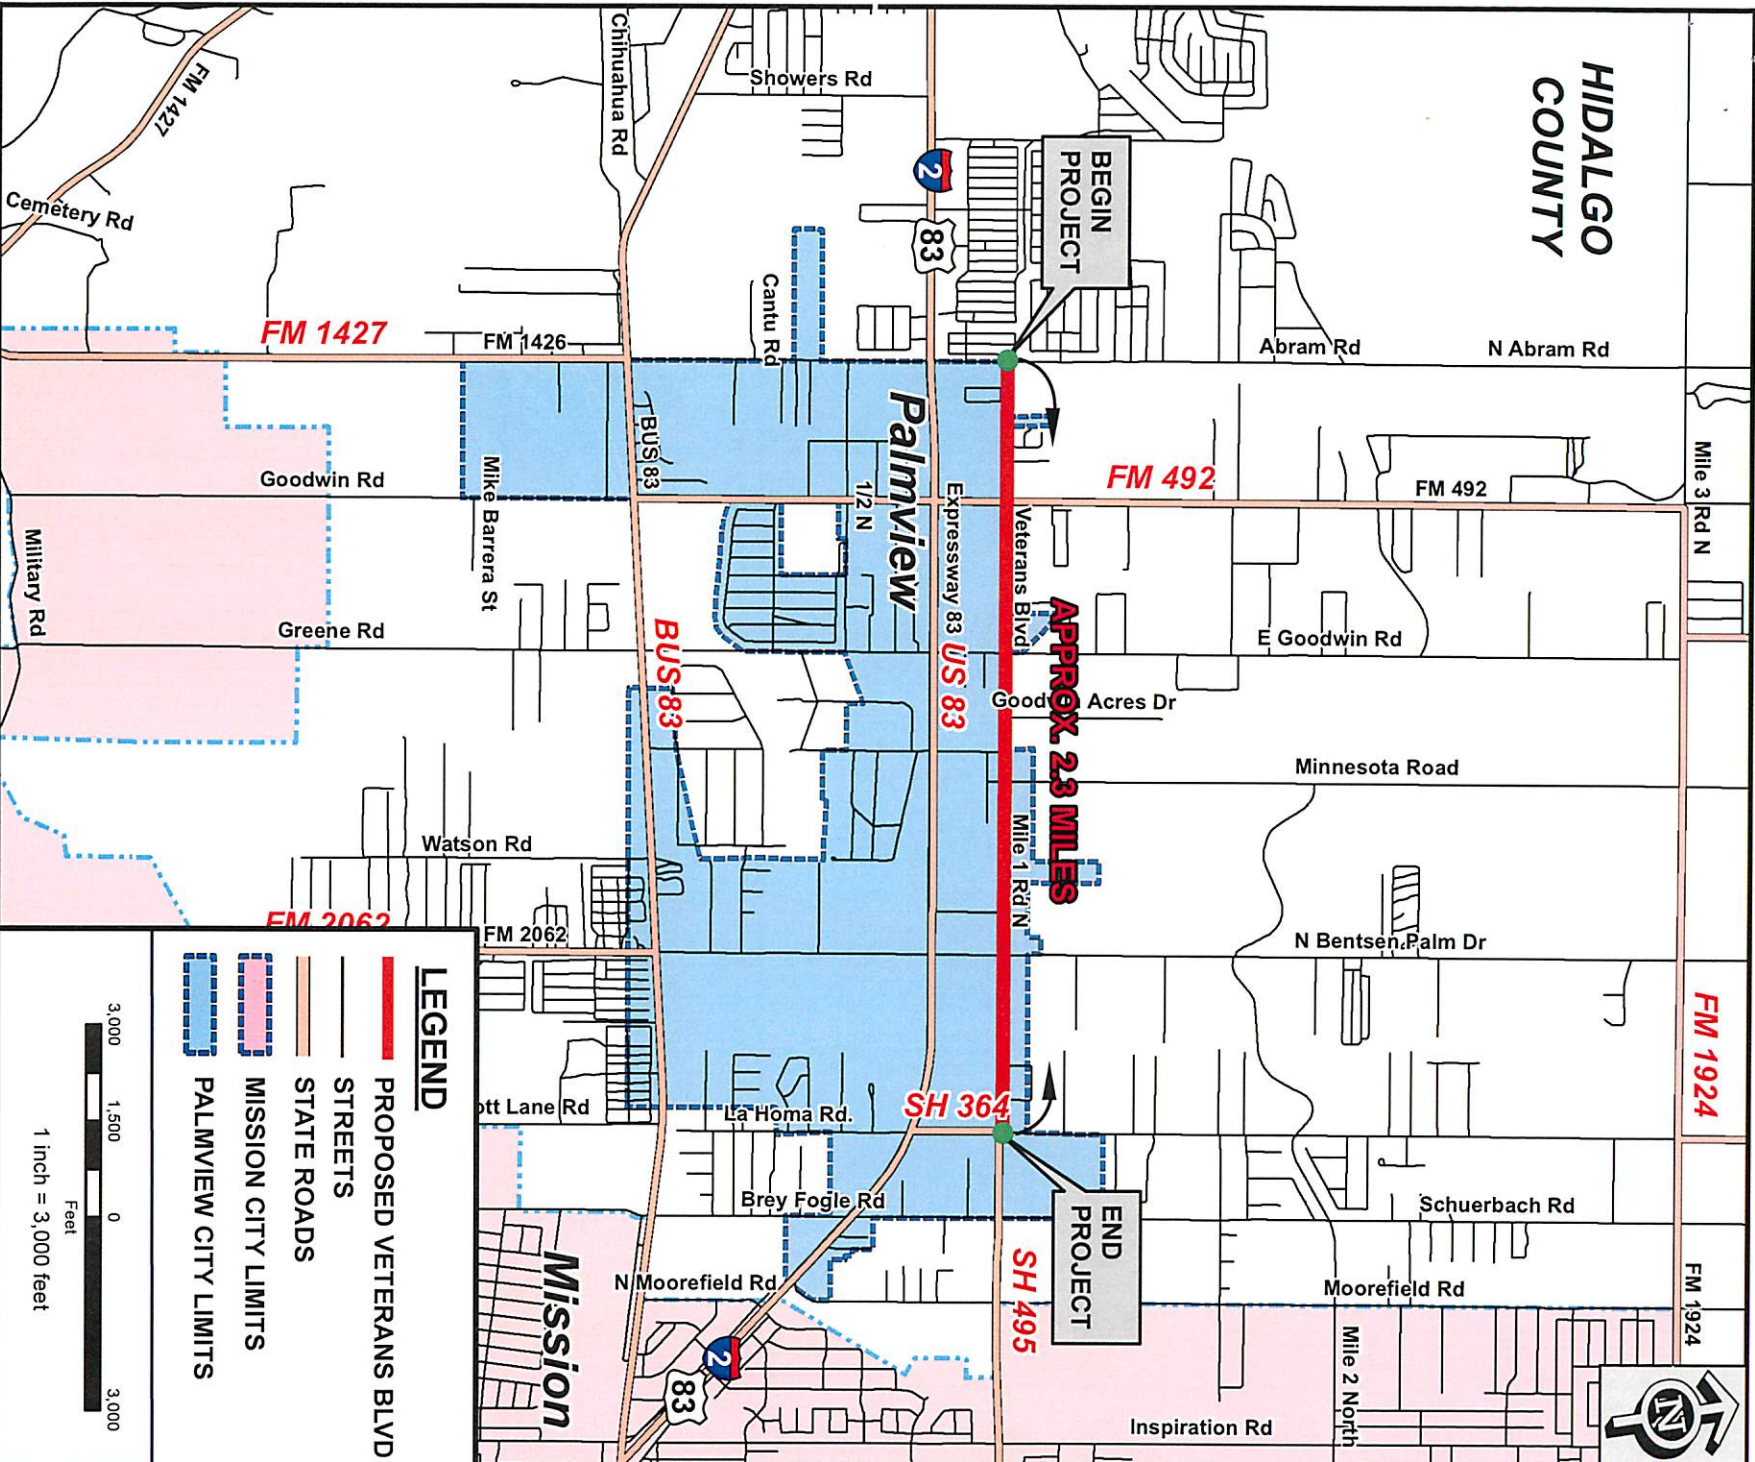 HIDALGO
COUNTY
BEGIN
PROJECT
Chihuahua Rd
Showers Rd
FM 1427
Cemetery Rd
2
83
Cantu Rd
FM 1427
FM 1426
Abram Rd
N Abram Rd
Mile 3 Rd N
Palmview
BUS 83
1/2 N
Expressway 83
US 83
Veterans Blvd
FM 492
FM 492
Goodwin Rd
Mike Barrera St
Military Rd
Greene Rd
BUS 83
E Goodwin Rd
Acres Dr
APPROX. 2.3 MILES
Minnesota Road
Mile 1 Rd N
Watson Rd
FM 2062
FM 2062
N Bentsen Palm Dr
FM 1924
ott Lane Rd
La Homa Rd.
SH 364
END
PROJECT
Brey Fogle Rd
Schuerbach Rd
SH 495
N Moorefield Rd
Moorefield Rd
FM 1924
Mission
2
83
Mile 2 North
Inspiration Rd
N
LEGEND
PROPOSED VETERANS BLVD
STREETS
STATE ROADS
MISSION CITY LIMITS
PALMVIEW CITY LIMITS
3,000 1,500 0 3,000
Feet
1 inch = 3,000 feet